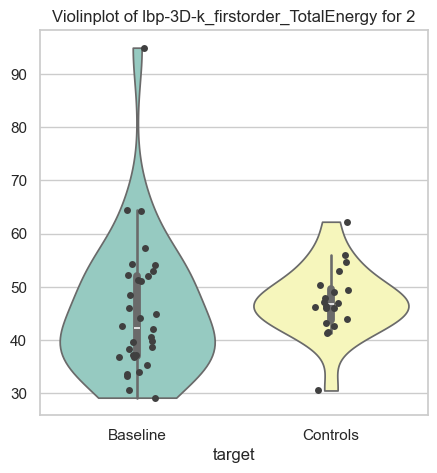 Violinplot of lbp-3D-k_firstorder_TotalEnergy for 2
90
80
70
60
50
40
30
Baseline Controls
target